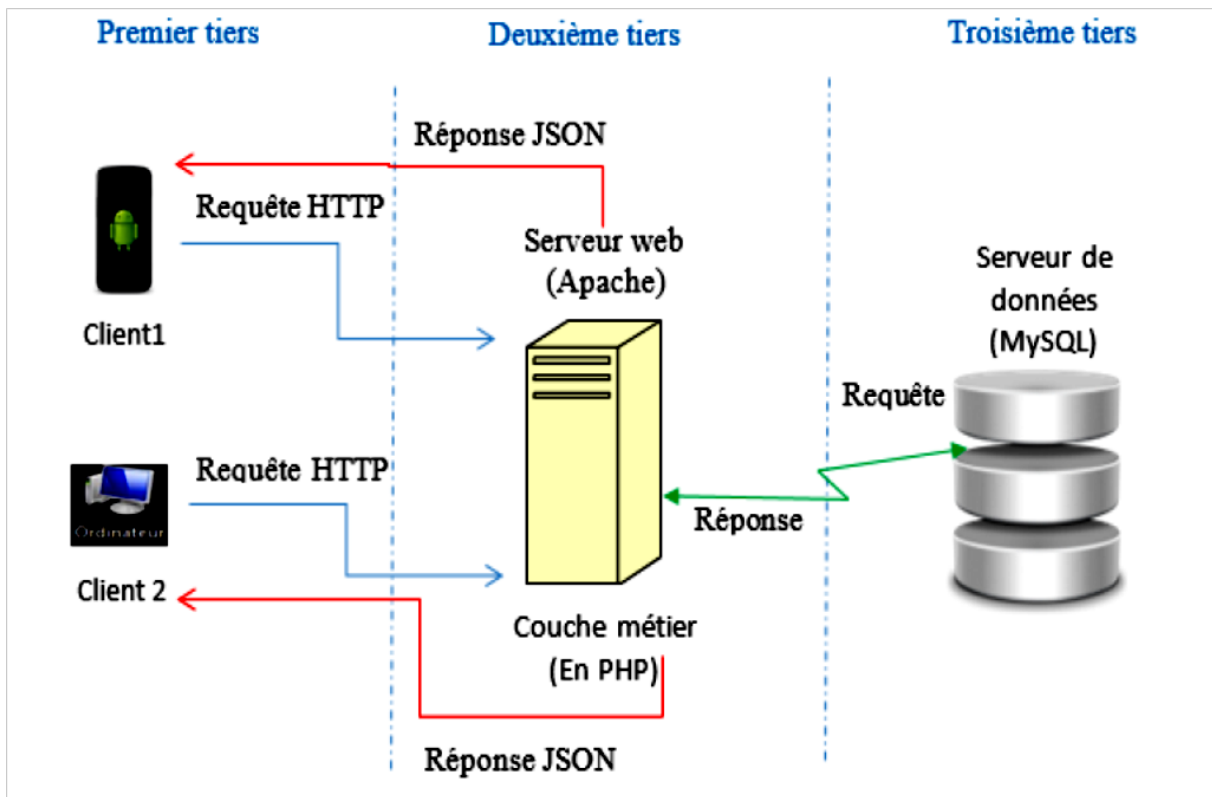 Premier tiers
Deuxième tiers
Troisième tiers
Réponse JSON
Requête HTTP
Serveur web
(Apache)
Client1
Serveur de
données
(MySQL)
Requête
Requête HTTP
Réponse
Ordinateur
Client 2
Couche métier
(En PHP)
Réponse JSON